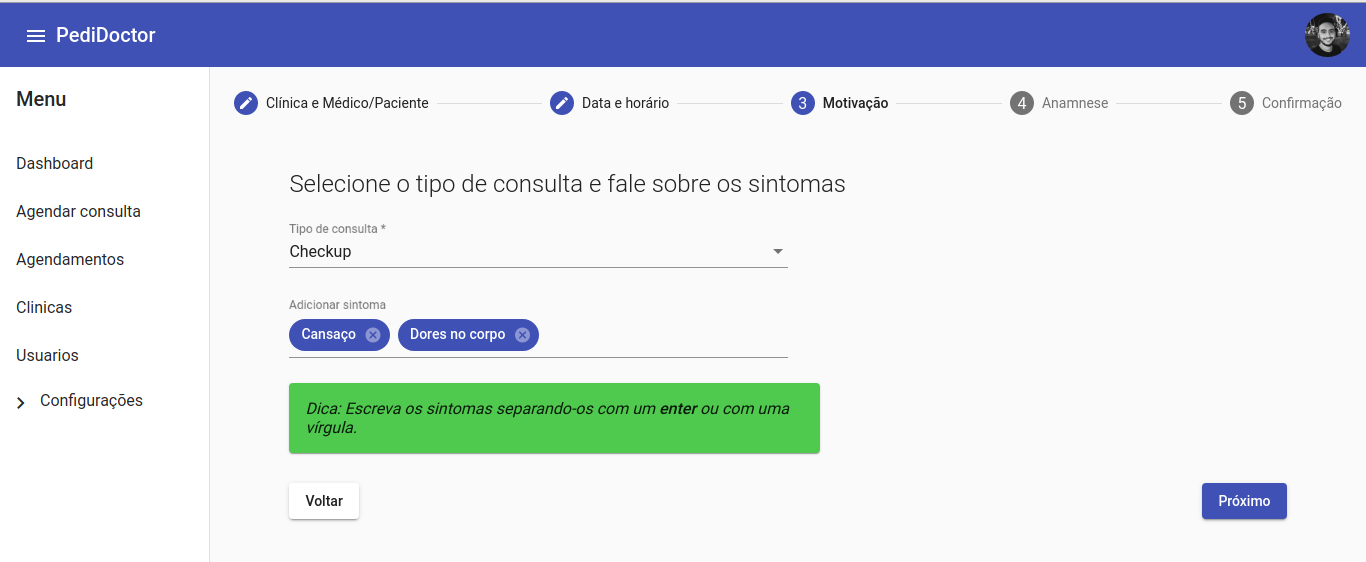 PediDoctor
Menu
Dashboard
Agendar consulta
Agendamentos
Clinicas
Usuarios
Configurações
Clínica e Médico/Paciente
Data e horário
3 Motivação
4 Anamnese
5 Confirmação
Selecione o tipo de consulta e fale sobre os sintomas
Tipo de consulta *
Checkup
Adicionar sintoma
Cansaço Dores no corpo
Dica: Escreva os sintomas separando-os com um enter ou com uma
vírgula.
Voltar
Próximo